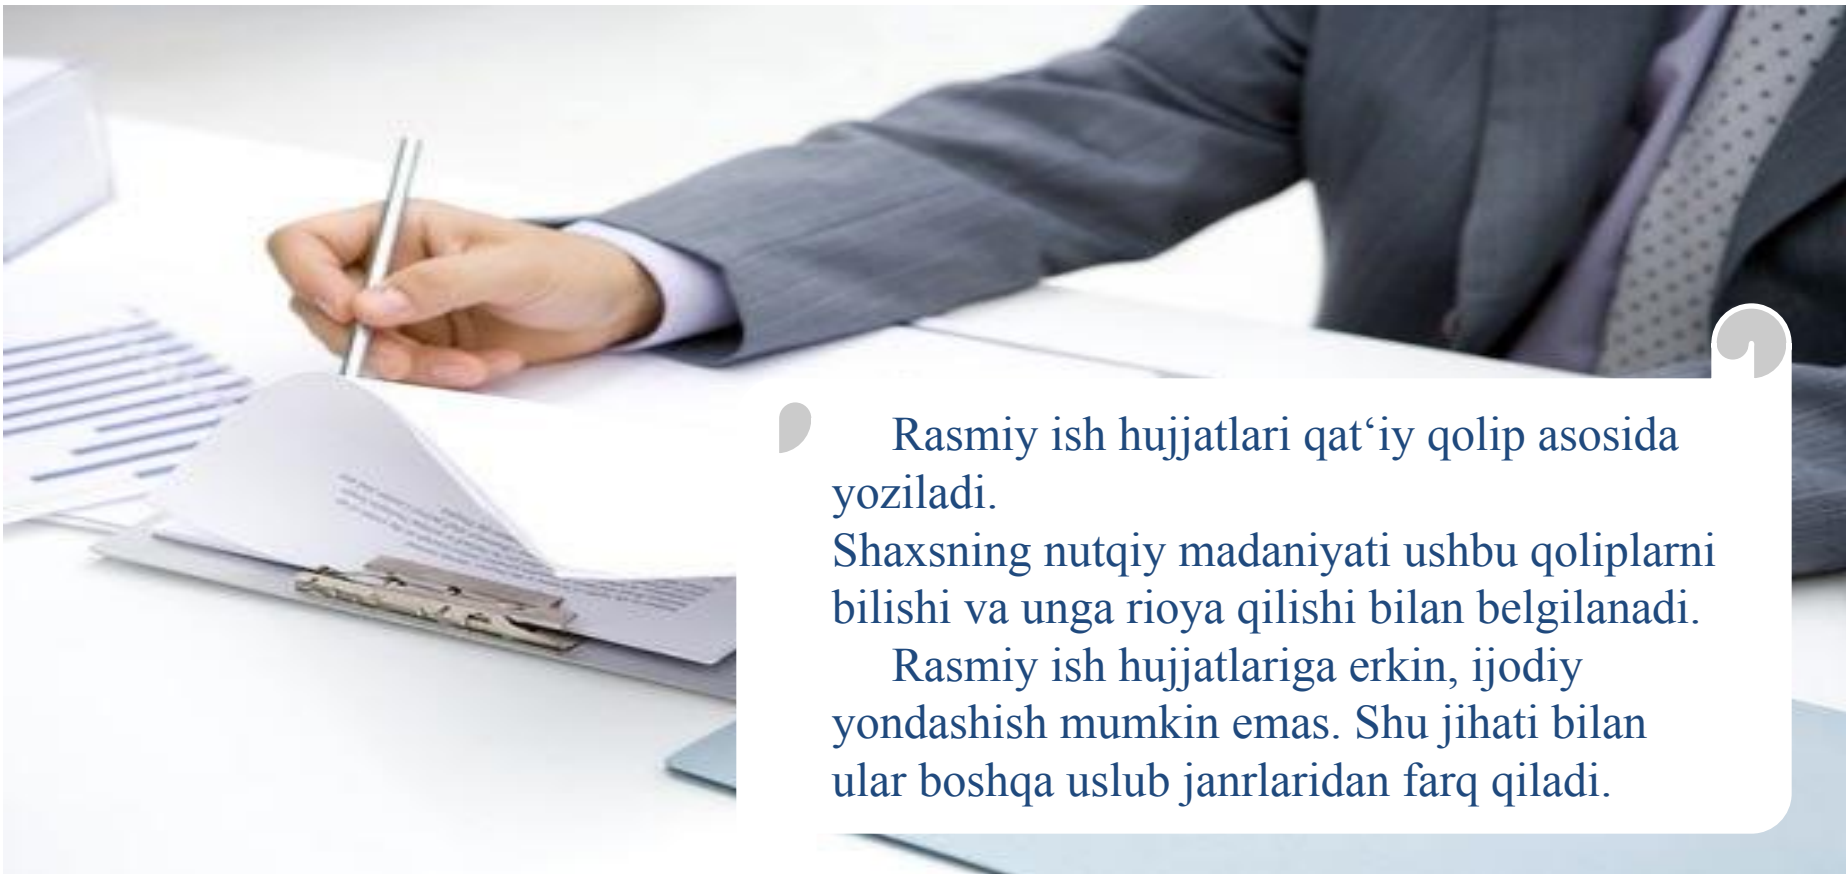 Rasmiy ish hujjatlari qat‘iy qolip asosida
yoziladi.
Shaxsning nutqiy madaniyati ushbu qoliplarni
bilishi va unga rioya qilishi bilan belgilanadi.
Rasmiy ish hujjatlariga erkin, ijodiy
yondashish mumkin emas. Shu jihati bilan
ular boshqa uslub janrlaridan farq qiladi.